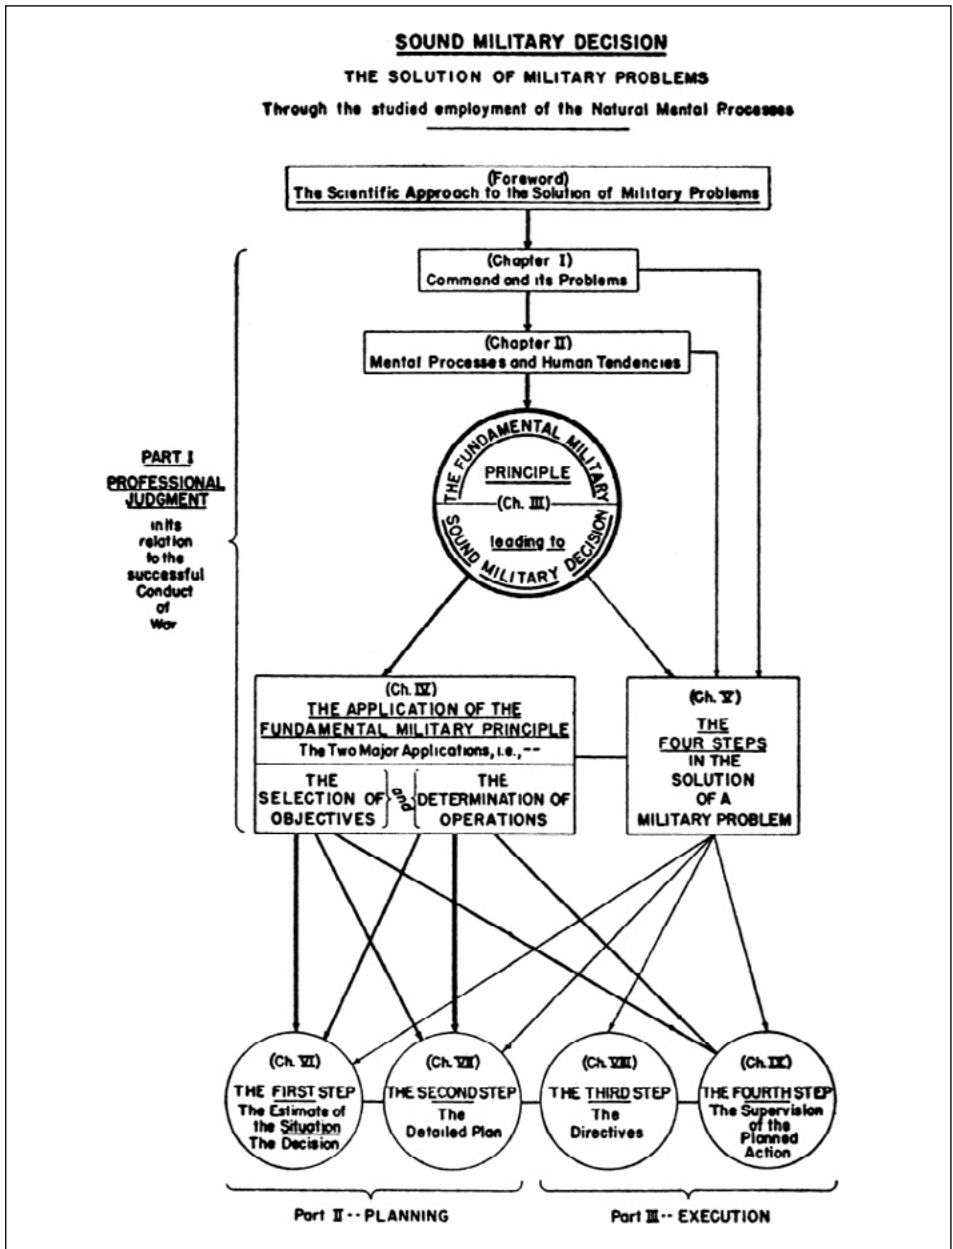 SOUND MILITARY DECISION
THE SOLUTION OF MILITARY PROBLEMS
Through the studied employment of the Natural Mental Processes
(Foreword)
The Scientific Approach to the Solution of Military Problems
(Chapter I)
Command and its Problems
(Chapter II)
Mental Processes and Human Tendencies
THE FUNDAMENTAL MILITARY
PRINCIPLE
(Ch. III)
leading to
SOUND MILITARY DECISION
PART I
PROFESSIONAL
JUDGMENT
in its
relation
to the
successful
Conduct
of
War
(Ch. IV)
THE APPLICATION OF THE
FUNDAMENTAL MILITARY PRINCIPLE
The Two Major Applications, i.e., --
THE
SELECTION OF
OBJECTIVES
and
THE
DETERMINATION OF
OPERATIONS
(Ch. V)
THE
FOUR STEPS
IN THE
SOLUTION
OF A
MILITARY PROBLEM
(Ch. VI)
THE FIRST STEP
The Estimate of
the Situation
The Decision
(Ch. VII)
THE SECOND STEP
The
Detailed Plan
(Ch. VIII)
THE THIRD STEP
The
Directives
(Ch. IX)
THE FOURTH STEP
The Supervision
of the
Planned
Action
Part II -- PLANNING
Part III -- EXECUTION